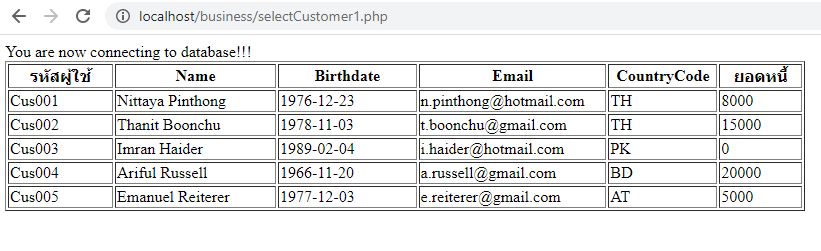 localhost/business/selectCustomer1.php
You are now connecting to database!!!
รหัสผู้ใช้ Name Birthdate Email CountryCode ยอดหนี้
Cus001 Nittaya Pinthong 1976-12-23 n.pinthong@hotmail.com TH 8000
Cus002 Thanit Boonchu 1978-11-03 t.boonchu@gmail.com TH 15000
Cus003 Imran Haider 1989-02-04 i.haider@hotmail.com PK 0
Cus004 Ariful Russell 1966-11-20 a.russell@gmail.com BD 20000
Cus005 Emanuel Reiterer 1977-12-03 e.reiterer@gmail.com AT 5000